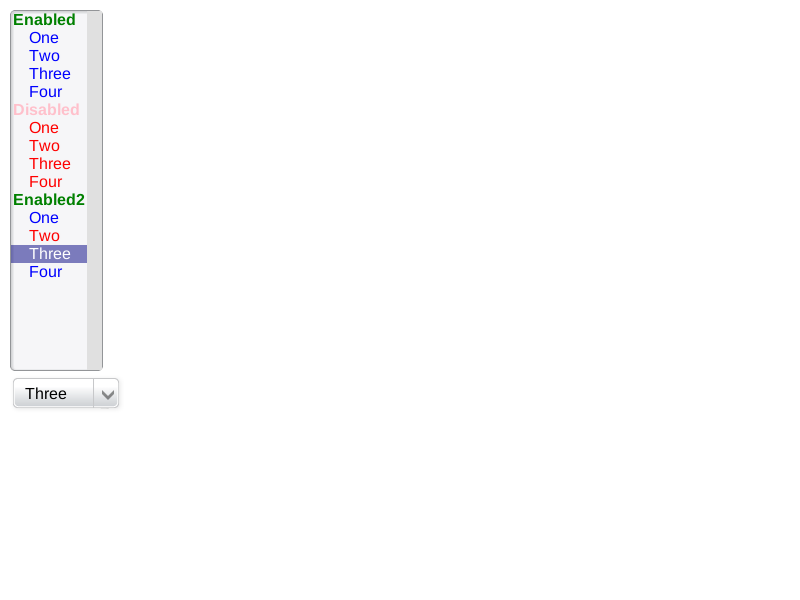 Enabled
One
Two
Three
Four
Disabled
One
Two
Three
Four
Enabled2
One
Two
Three
Four
Three